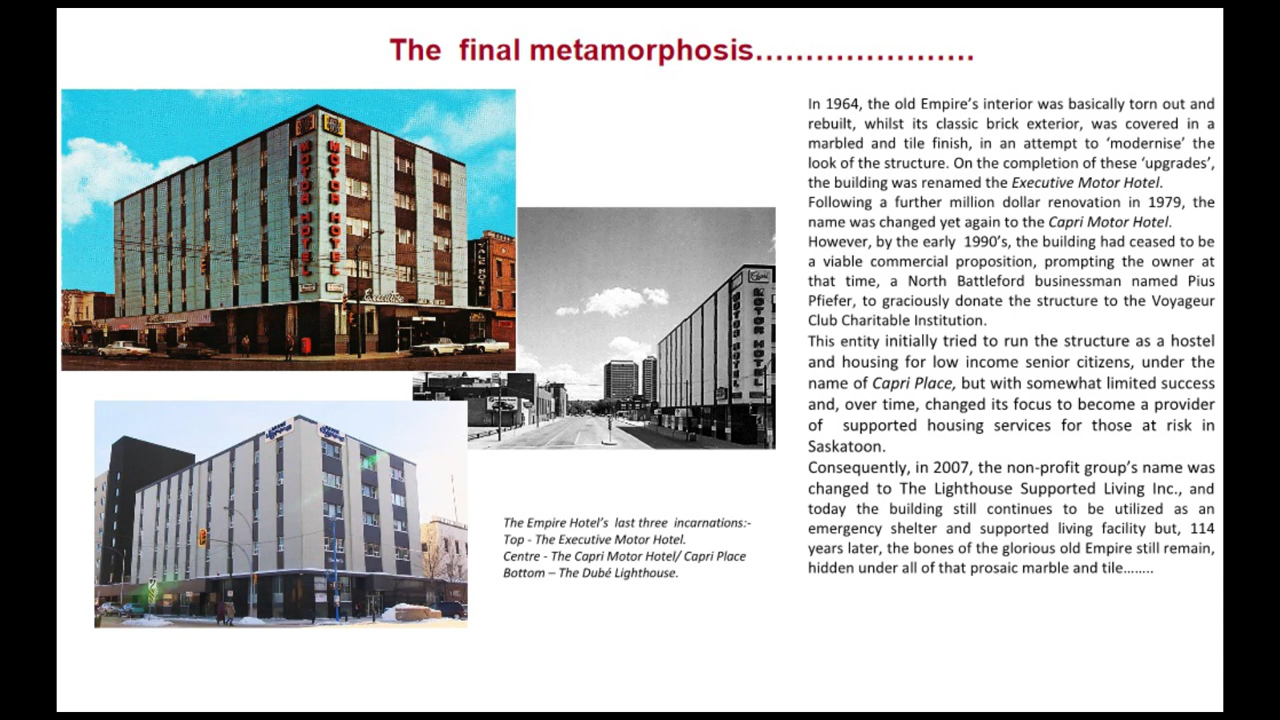 The final metamorphosis......................
In 1964, the old Empire’s interior was basically torn out and
rebuilt, whilst its classic brick exterior, was covered in a
marbled and tile finish, in an attempt to ‘modernise’ the
look of the structure. On the completion of these ‘upgrades’,
the building was renamed the Executive Motor Hotel.
Following a further million dollar renovation in 1979, the
name was changed yet again to the Capri Motor Hotel.
However, by the early 1990’s, the building had ceased to be
a viable commercial proposition, prompting the owner at
that time, a North Battleford businessman named Pius
Pfiefer, to graciously donate the structure to the Voyageur
Club Charitable Institution.
This entity initially tried to run the structure as a hostel
and housing for low income senior citizens, under the
name of Capri Place, but with somewhat limited success
and, over time, changed its focus to become a provider
of supported housing services for those at risk in
Saskatoon.
Consequently, in 2007, the non-profit group’s name was
changed to The Lighthouse Supported Living Inc., and
today the building still continues to be utilized as an
emergency shelter and supported living facility but, 114
years later, the bones of the glorious old Empire still remain,
hidden under all of that prosaic marble and tile........
MOTOR HOTEL
MOTOR HOTEL
Executive
YALE HOTEL
MOTOR HOTEL
MOTOR HOT
Capri
The Empire Hotel’s last three incarnations:-
Top - The Executive Motor Hotel.
Centre - The Capri Motor Hotel/ Capri Place
Bottom – The Dubé Lighthouse.